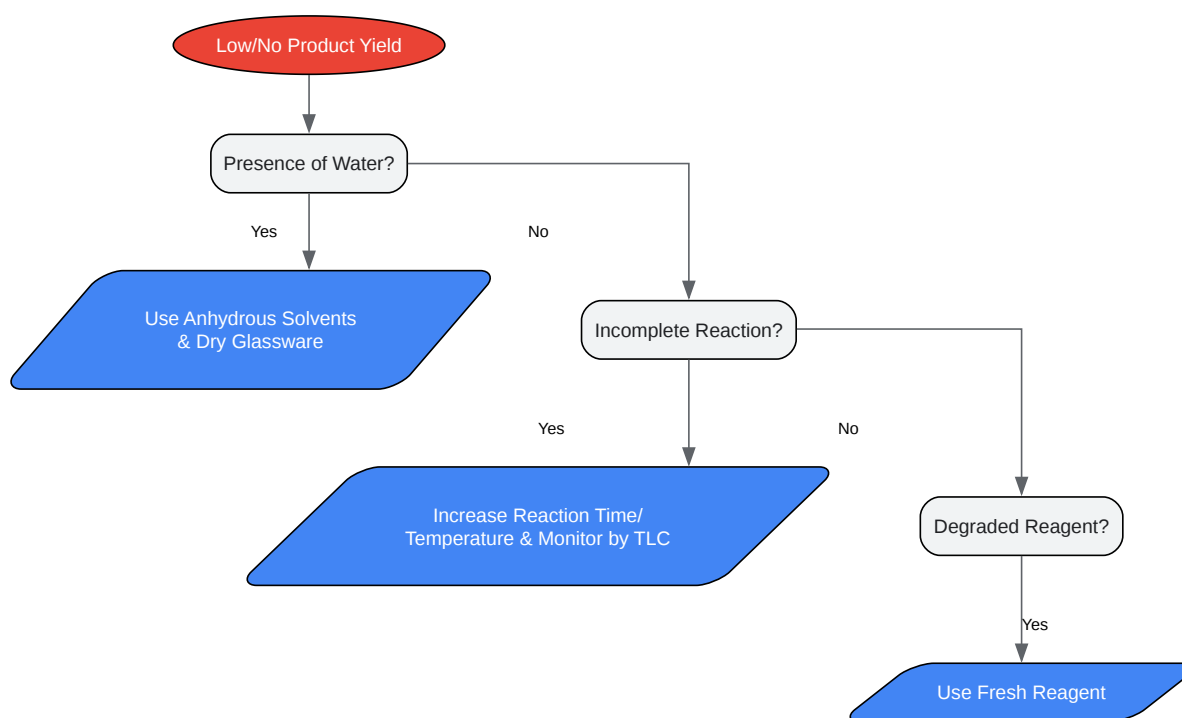 Low/No Product Yield
Presence of Water?
Yes
No
Use Anhydrous Solvents
& Dry Glassware
Incomplete Reaction?
Yes
No
Increase Reaction Time/
Temperature & Monitor by TLC
Degraded Reagent?
Yes
Use Fresh Reagent